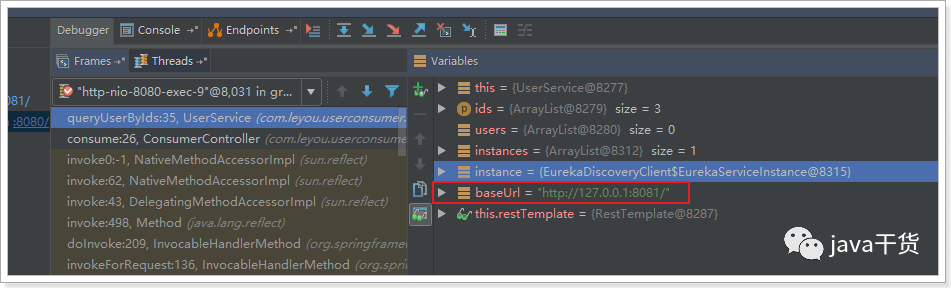 Debugger Console →" Endpoints →"
Frames →" Threads →"
Variables
081/
:8080/
"http-nio-8080-exec-9"@8,031 in gr...
queryUserByIds:35, UserService (com.leyou.userconsumer.
consume:26, ConsumerController (com.leyou.userconsume
invoke0:-1, NativeMethodAccessorImpl (sun.reflect)
invoke:62, NativeMethodAccessorImpl (sun.reflect)
invoke:43, DelegatingMethodAccessorImpl (sun.reflect)
invoke:498, Method (java.lang.reflect)
doInvoke:209, InvocableHandlerMethod (org.springframew
invokeForRequest:136, InvocableHandlerMethod (org.spri
this = {UserService@8277}
p ids = {ArrayList@8279} size = 3
users = {ArrayList@8280} size = 0
instances = {ArrayList@8312} size = 1
instance = {EurekaDiscoveryClient$EurekaServiceInstance@8315}
baseUrl = "http://127.0.0.1:8081/"
this.restTemplate = {RestTemplate@8287}
java干货